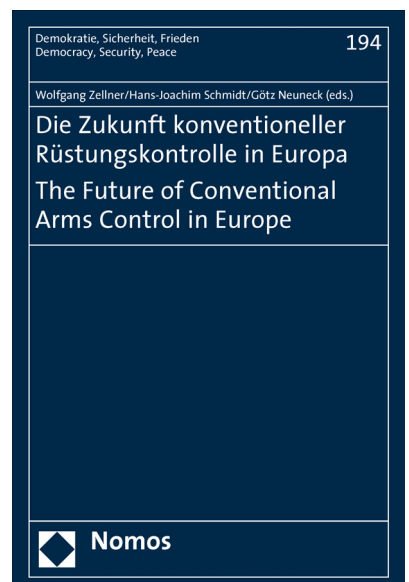 Demokratie, Sicherheit, Frieden
Democracy, Security, Peace
194
Wolfgang Zellner/Hans-Joachim Schmidt/Götz Neuneck (eds.)
Die Zukunft konventioneller
Rüstungskontrolle in Europa
The Future of Conventional
Arms Control in Europe
Nomos